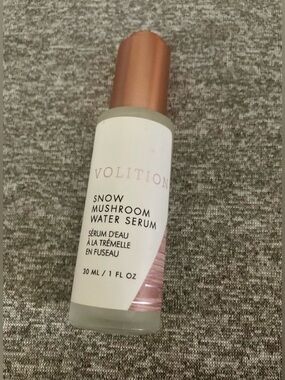 VOLITION
SNOW
MUSHROOM
WATER SERUM
SÉRUM D'EAU
À LA TRÉMELLE
EN FUSEAU
30 ML / 1 FL OZ